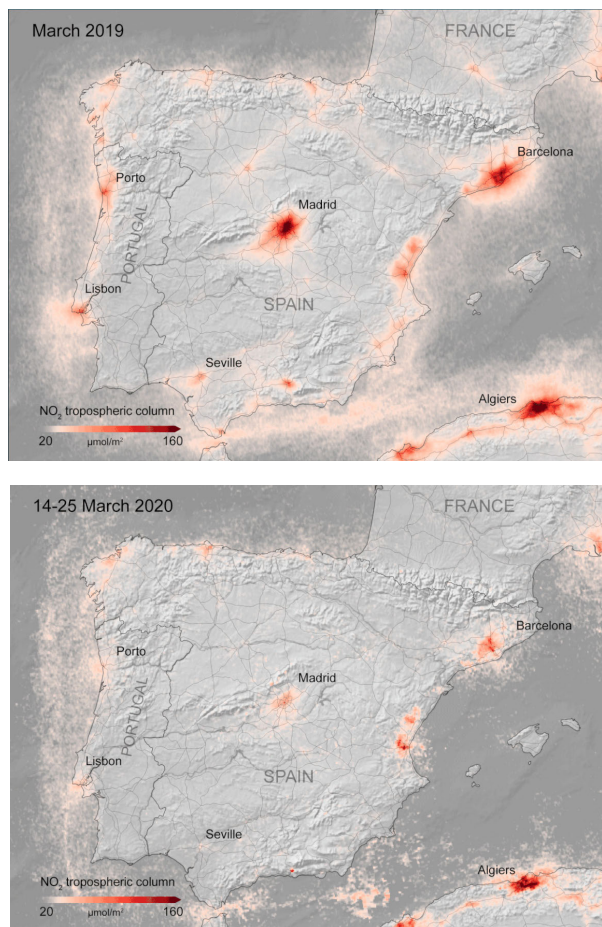 March 2019
FRANCE
Barcelona
Porto
Madrid
PORTUGAL
Lisbon
SPAIN
Seville
Algiers
NO₂ tropospheric column
20 160
μmol/m²
14-25 March 2020
FRANCE
Barcelona
Porto
Madrid
PORTUGAL
Lisbon
SPAIN
Seville
Algiers
NO₂ tropospheric column
20 160
μmol/m²